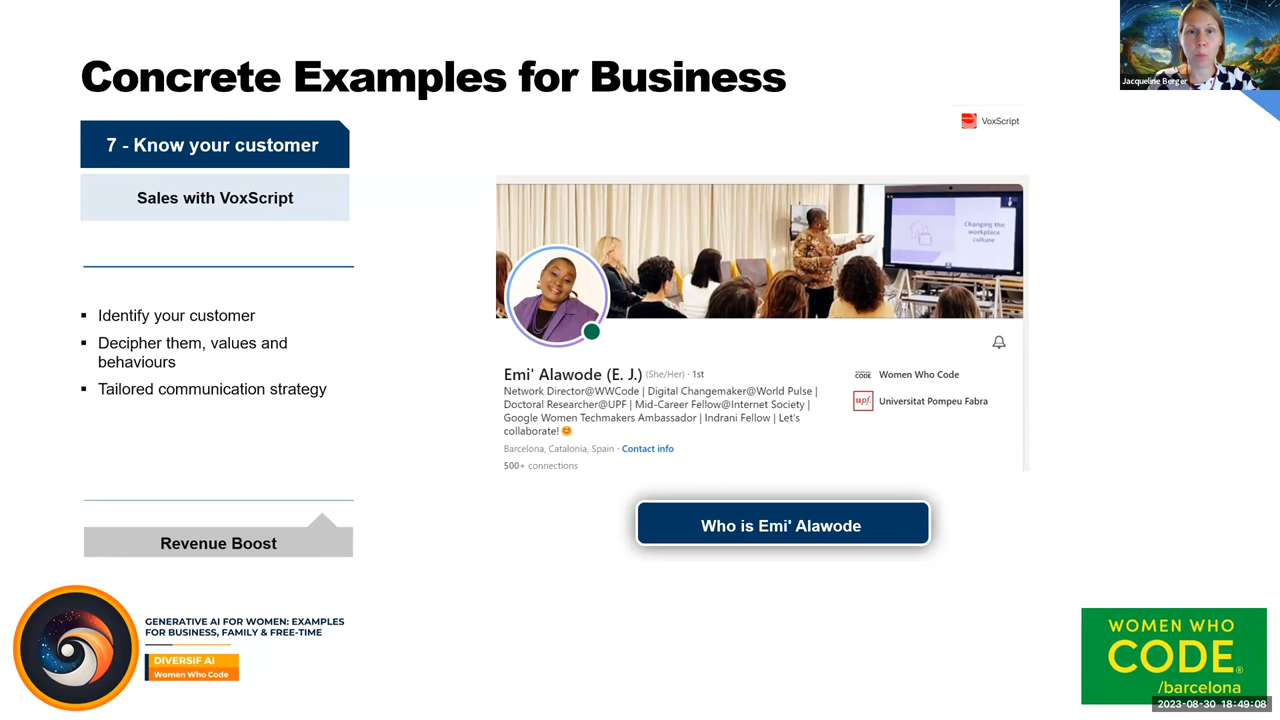 Concrete Examples for Business
Jacqueline Berger
7 - Know your customer
VoxScript
Sales with VoxScript
Changing the
workplace
culture
Identify your customer
Decipher them, values and
behaviours
Tailored communication strategy
Emi' Alawode (E. J.) (She/Her) · 1st
Network Director@WWCode | Digital Changemaker@World Pulse |
Doctoral Researcher@UPF | Mid-Career Fellow@Internet Society |
Google Women Techmakers Ambassador | Indrani Fellow | Let's
collaborate!😊
Barcelona, Catalonia, Spain · Contact info
500+ connections
CODE
Women Who Code
upf.
Universitat Pompeu Fabra
Who is Emi' Alawode
Revenue Boost
GENERATIVE AI FOR WOMEN: EXAMPLES
FOR BUSINESS, FAMILY & FREE-TIME
DIVERSIF AI
Women Who Code
WOMEN WHO
CODE®
/barcelona
2023-08-30 18:49:08